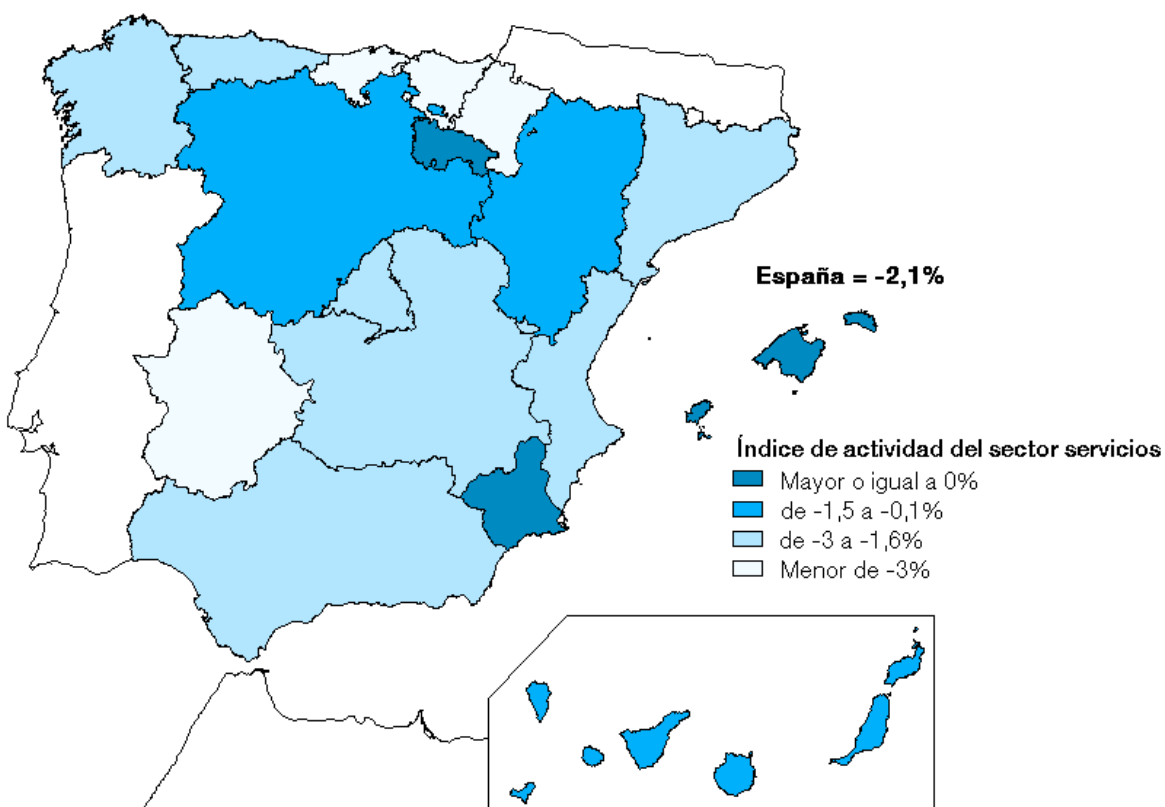 España = -2,1%
Índice de actividad del sector servicios
Mayor o igual a 0%
de -1,5 a -0,1%
de -3 a -1,6%
Menor de -3%